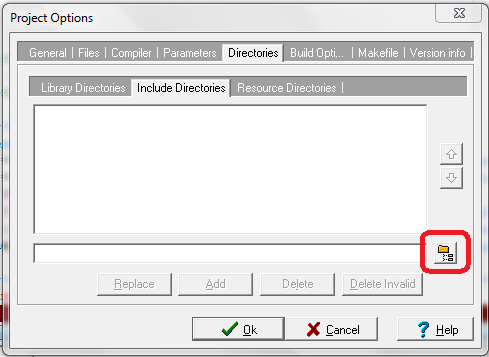 Project Options
General | Files | Compiler | Parameters Directories Build Opti... | Makefile | Version info |
Library Directories Include Directories Resource Directories |
Replace Add Delete Delete Invalid
Ok Cancel ? Help